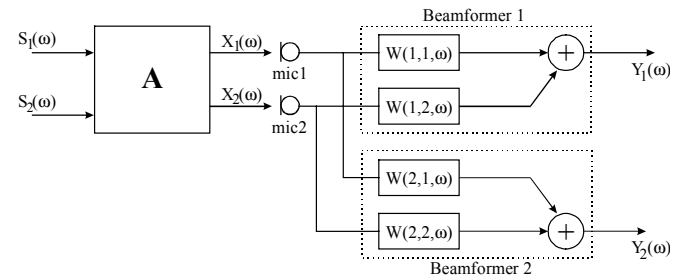 Beamformer 1
S1(ω)
X1(ω)
W(1,1,ω)
+
Y1(ω)
mic1
A
S2(ω)
X2(ω)
W(1,2,ω)
mic2
W(2,1,ω)
W(2,2,ω)
+
Y2(ω)
Beamformer 2